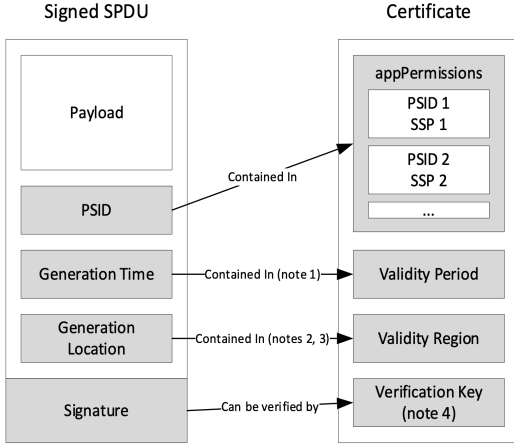 Signed SPDU
Payload
PSID
Generation Time
Generation
Location
Signature
Contained In
Contained In (note 1)
Contained In (notes 2, 3)
Can be verified by
Certificate
appPermissions
PSID 1
SSP 1
PSID 2
SSP 2
...
Validity Period
Validity Region
Verification Key
(note 4)